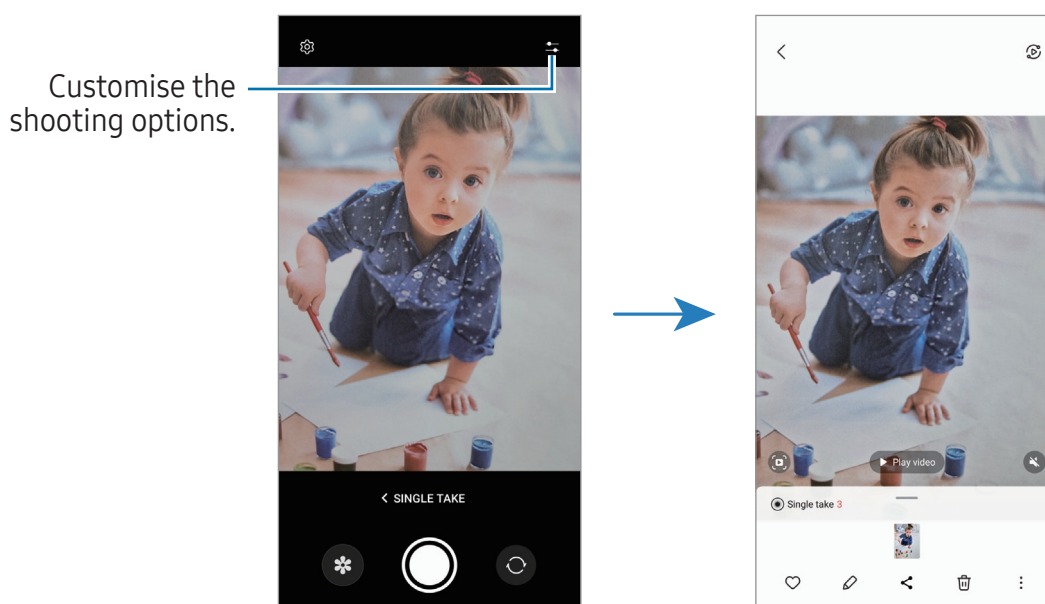 Customise the
shooting options.
SINGLE TAKE
Play video
Single take 3